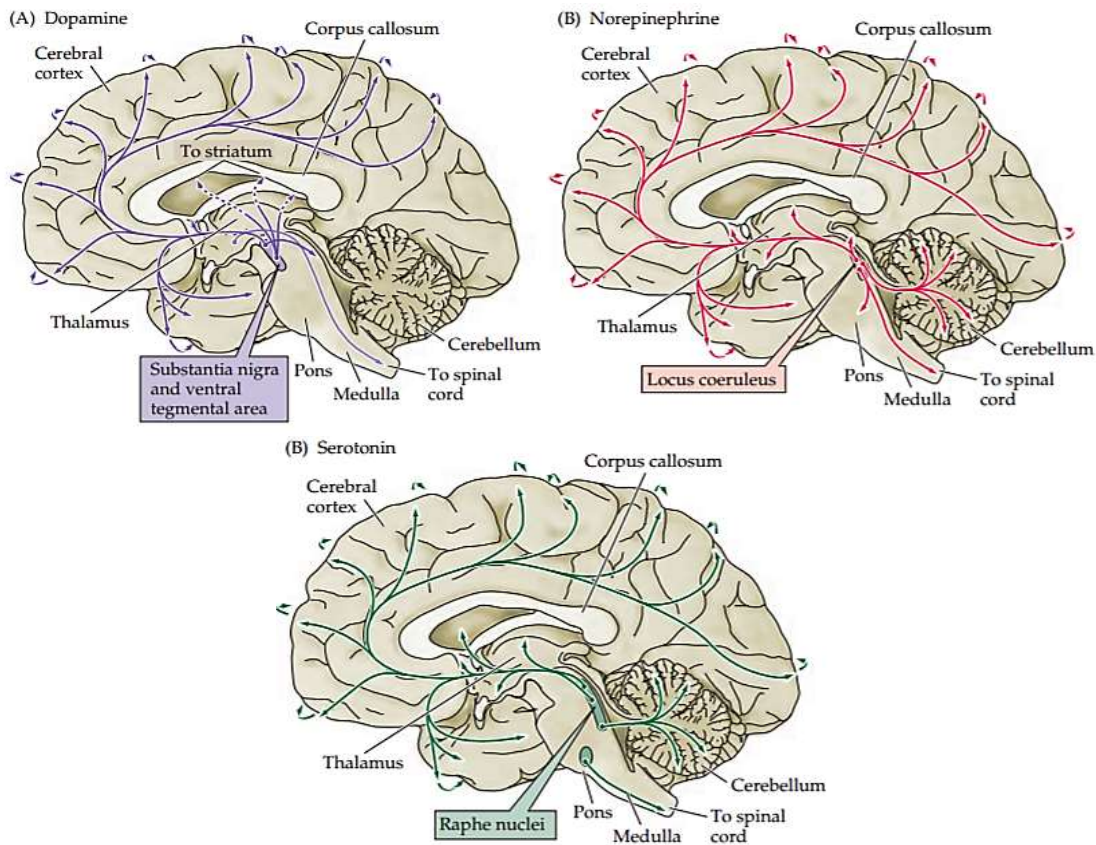 (A) Dopamine
Corpus callosum
Cerebral
cortex
To striatum
Thalamus
Substantia nigra
and ventral
tegmental area
Pons
Medulla
Cerebellum
To spinal
cord
(B) Norepinephrine
Corpus callosum
Cerebral
cortex
Thalamus
Locus coeruleus
Pons
Medulla
Cerebellum
To spinal
cord
(B) Serotonin
Corpus callosum
Cerebral
cortex
Thalamus
Raphe nuclei
Pons
Medulla
Cerebellum
To spinal
cord